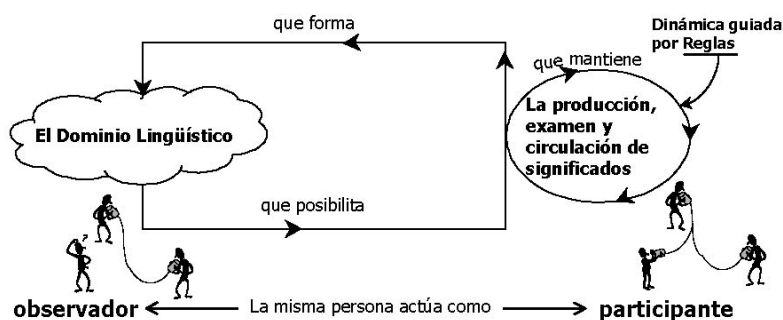 que forma
Dinámica guiada
por Reglas
que mantiene
El Dominio Lingüístico
La producción,
examen y
circulación de
significados
que posibilita
observador
La misma persona actúa como
participante